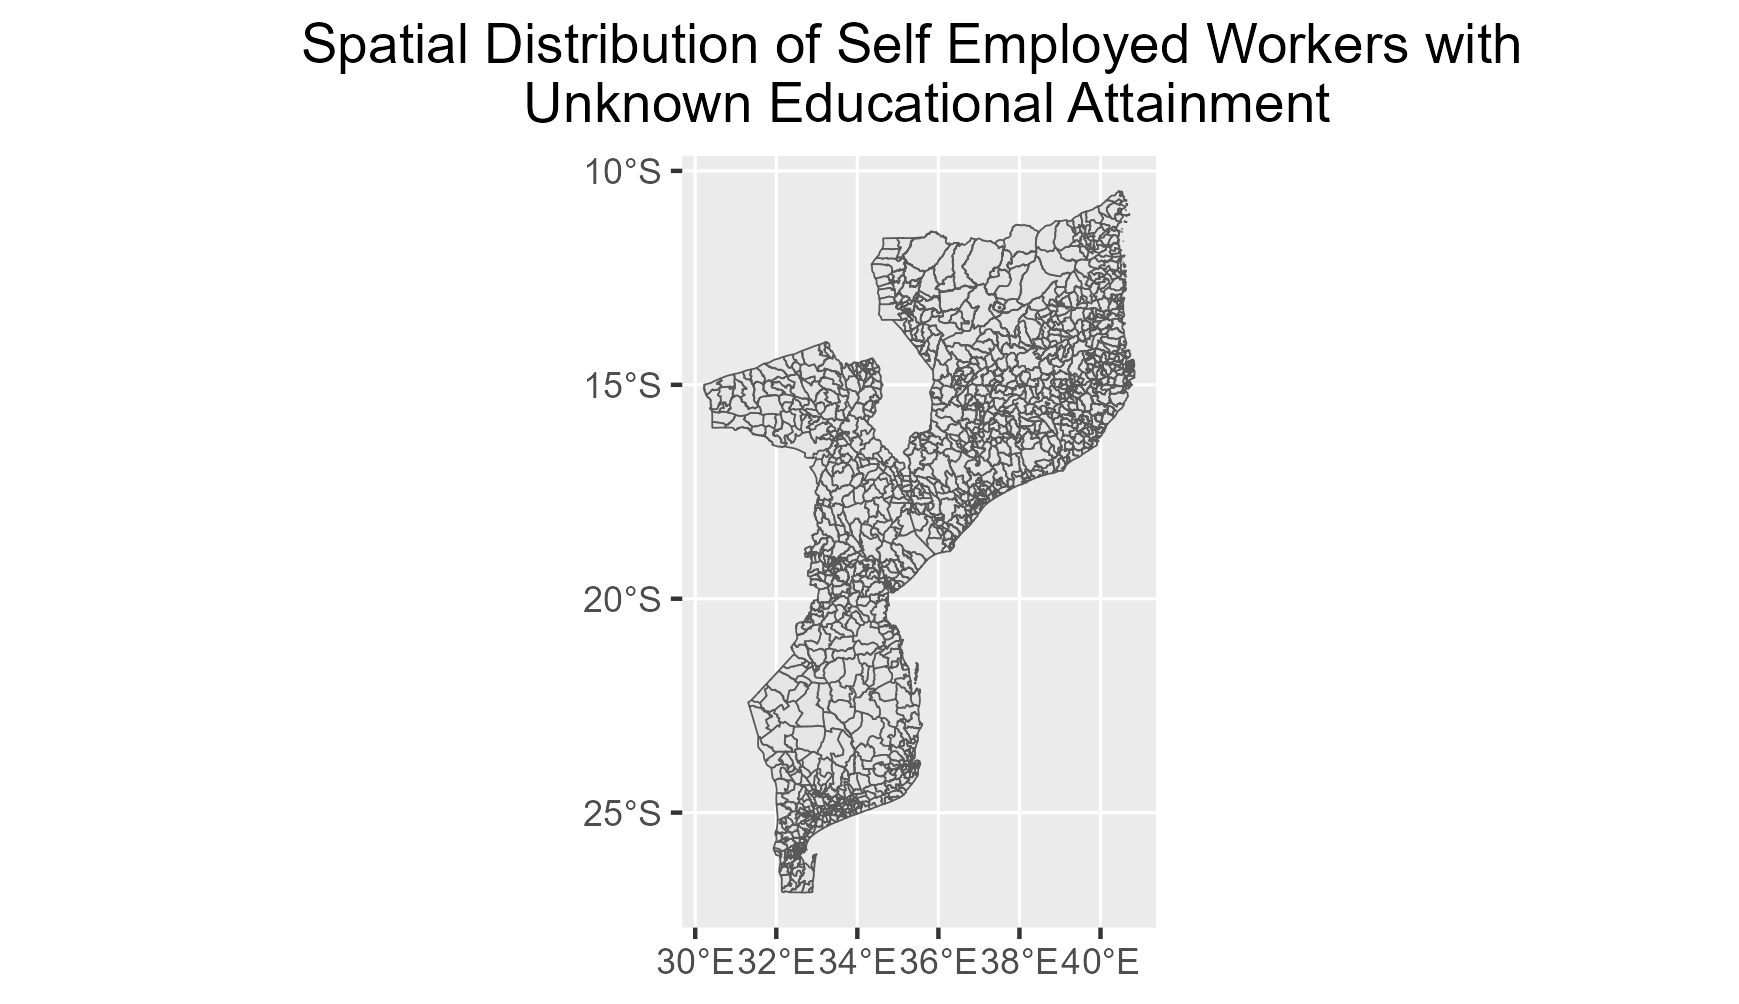 Spatial Distribution of Self Employed Workers with
Unknown Educational Attainment
10°S
15°S
20°S
25°S
30°E 32°E 34°E 36°E 38°E 40°E